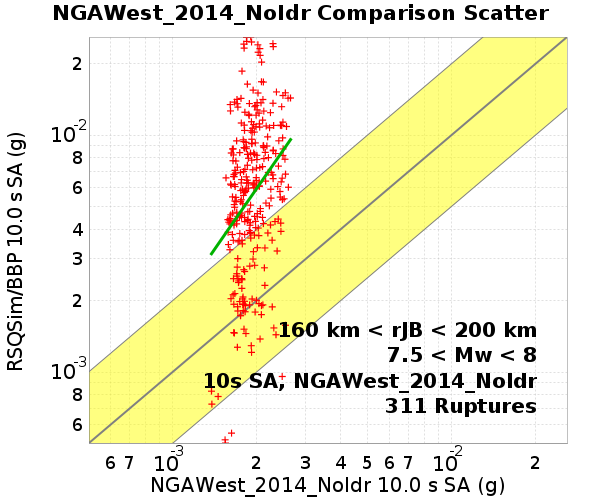 NGAWest_2014_NoIdr Comparison Scatter
RSQSim/BBP 10.0 s SA (g)
2
10-2
8
6
4
3
2
10-3
8
6
160 km < rJB < 200 km
7.5 < Mw < 8
10s SA, NGAWest_2014_NoIdr
311 Ruptures
6 7 10-3 2 3 4 5 6 7 10-2 2
NGAWest_2014_NoIdr 10.0 s SA (g)